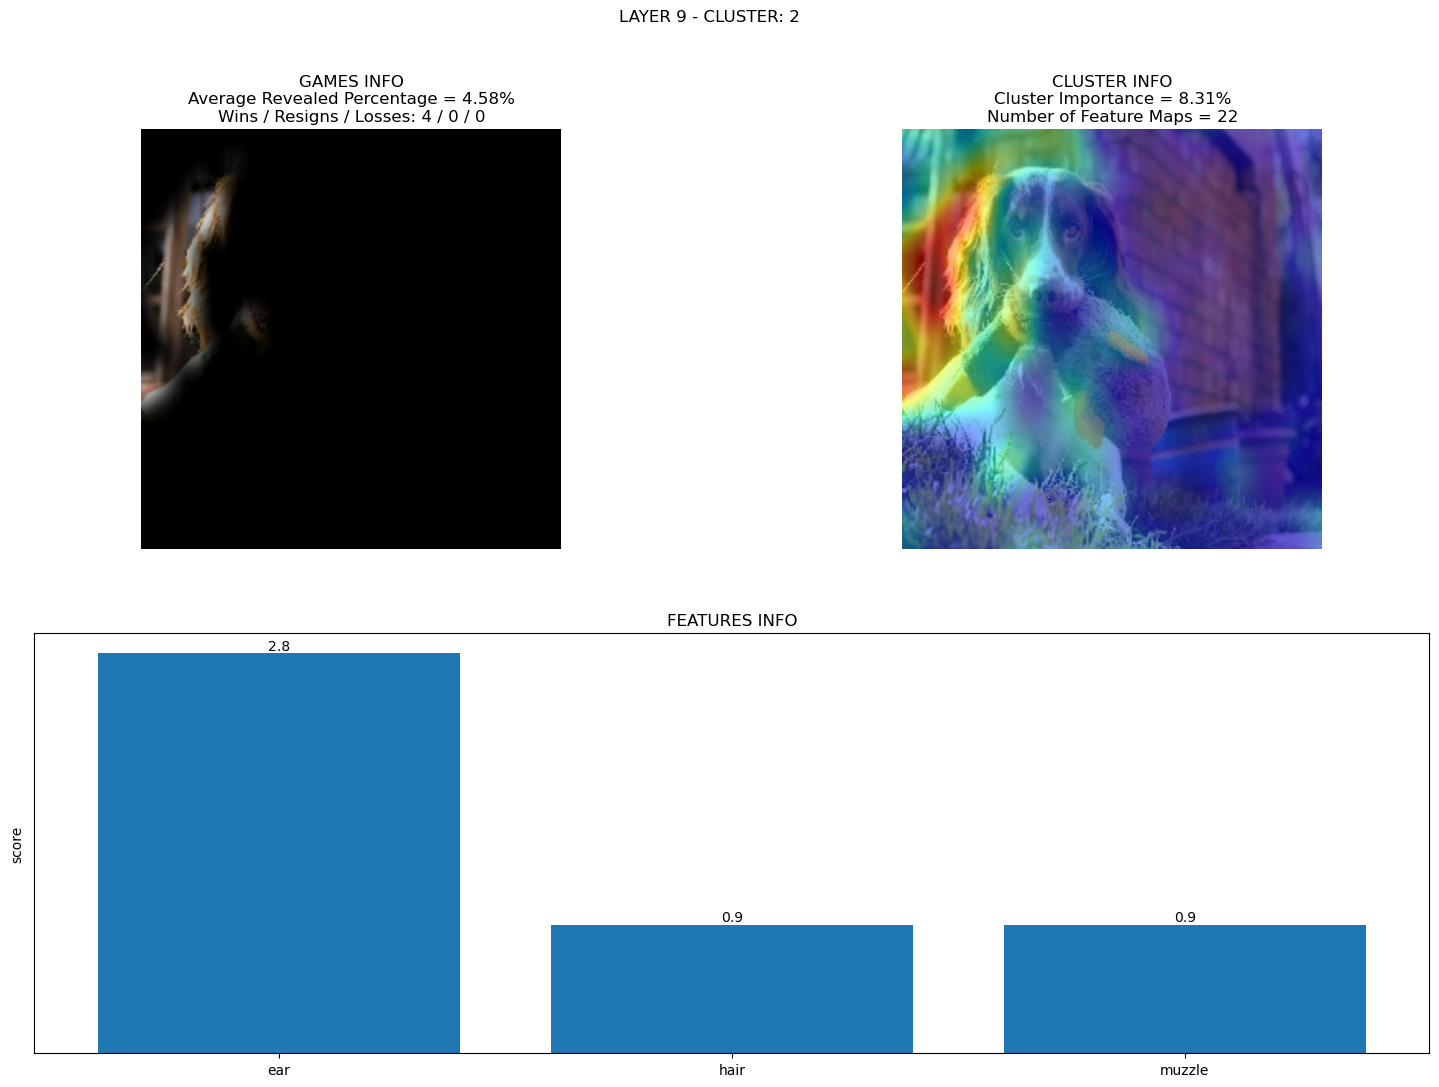 LAYER 9 - CLUSTER: 2
GAMES INFO
Average Revealed Percentage = 4.58%
Wins / Resigns / Losses: 4 / 0 / 0
CLUSTER INFO
Cluster Importance = 8.31%
Number of Feature Maps = 22
FEATURES INFO
score
2.8
0.9
0.9
ear
hair
muzzle